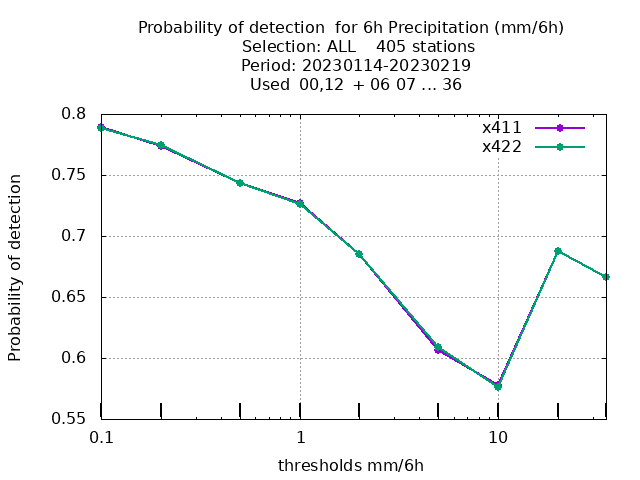 Probability of detection  for 6h Precipitation (mm/6h)
Selection: ALL    405 stations
Period: 20230114-20230219
Used  00,12  + 06 07 ... 36
x411
x422
0.8
0.75
0.7
0.65
0.6
0.55
Probability of detection
0.1
1
10
thresholds mm/6h